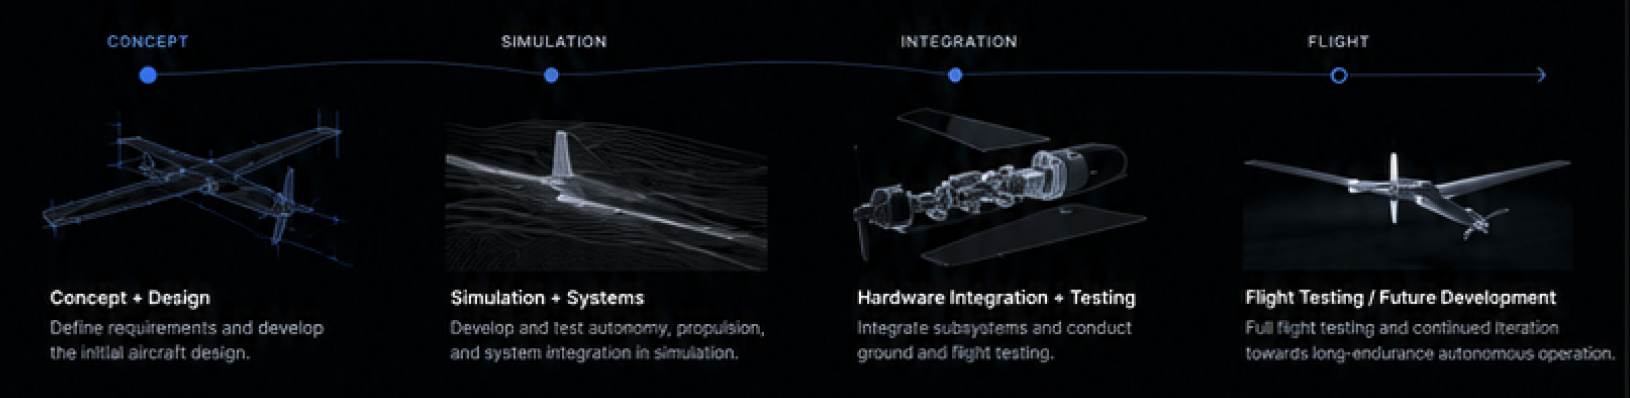 CONCEPT
SIMULATION
INTEGRATION
FLIGHT
Concept + Design
Define requirements and develop
the initial aircraft design.
Simulation + Systems
Develop and test autonomy, propulsion,
and system integration in simulation.
Hardware Integration + Testing
Integrate subsystems and conduct
ground and flight testing.
Flight Testing / Future Development
Full flight testing and continued iteration
towards long-endurance autonomous operation.